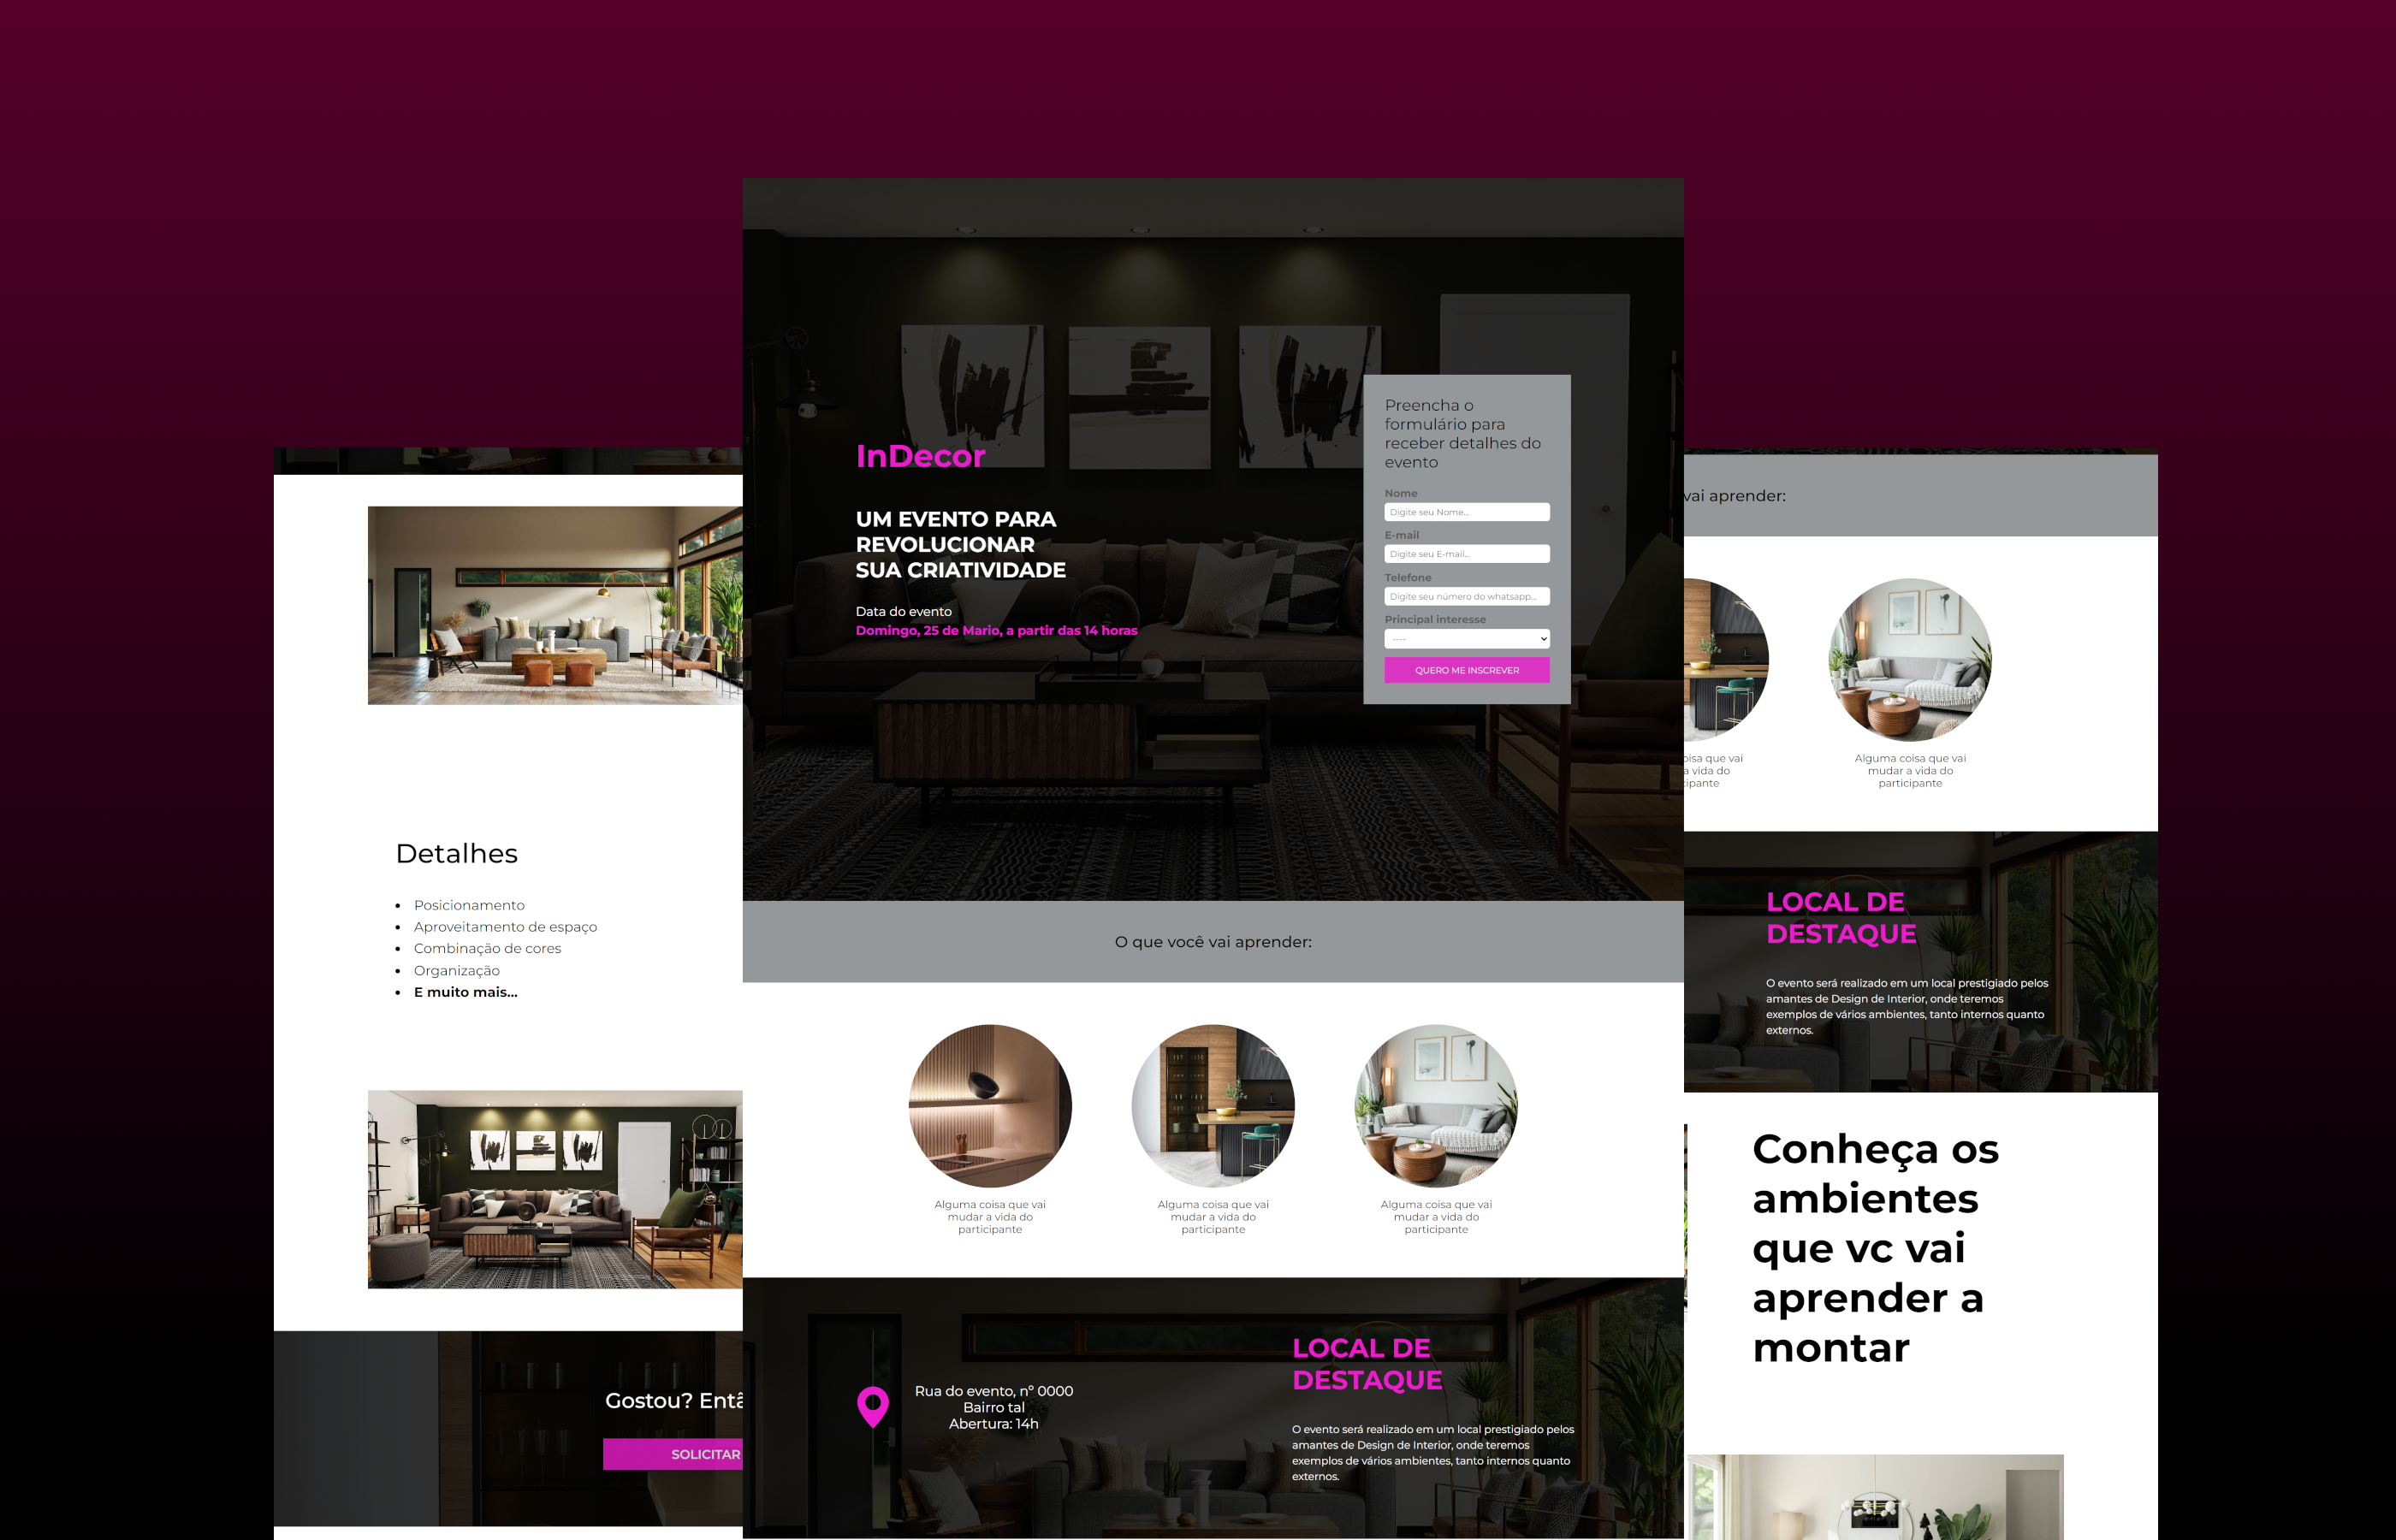 InDecor
UM EVENTO PARA
REVOLUCIONAR
SUA CRIATIVIDADE
Data do evento
Domingo, 25 de Mario, a partir das 14 horas
Preencha o
formulário para
receber detalhes do
evento
Nome
Digite seu Nome...
E-mail
Digite seu E-mail...
Telefone
Digite seu número do whatsapp...
Principal interesse
----
QUERO ME INSCREVER
O que você vai aprender:
Alguma coisa que vai
mudar a vida do
participante
Alguma coisa que vai
mudar a vida do
participante
Alguma coisa que vai
mudar a vida do
participante
Rua do evento, nº 0000
Bairro tal
Abertura: 14h
LOCAL DE
DESTAQUE
O evento será realizado em um local prestigiado pelos
amantes de Design de Interior, onde teremos
exemplos de vários ambientes, tanto internos quanto
externos.
Detalhes
Posicionamento
Aproveitamento de espaço
Combinação de cores
Organização
E muito mais...
Gostou? Entã
SOLICITAR
vai aprender:
oisa que vai
a vida do
cipante
Alguma coisa que vai
mudar a vida do
participante
LOCAL DE
DESTAQUE
O evento será realizado em um local prestigiado pelos
amantes de Design de Interior, onde teremos
exemplos de vários ambientes, tanto internos quanto
externos.
Conheça os
ambientes
que vc vai
aprender a
montar